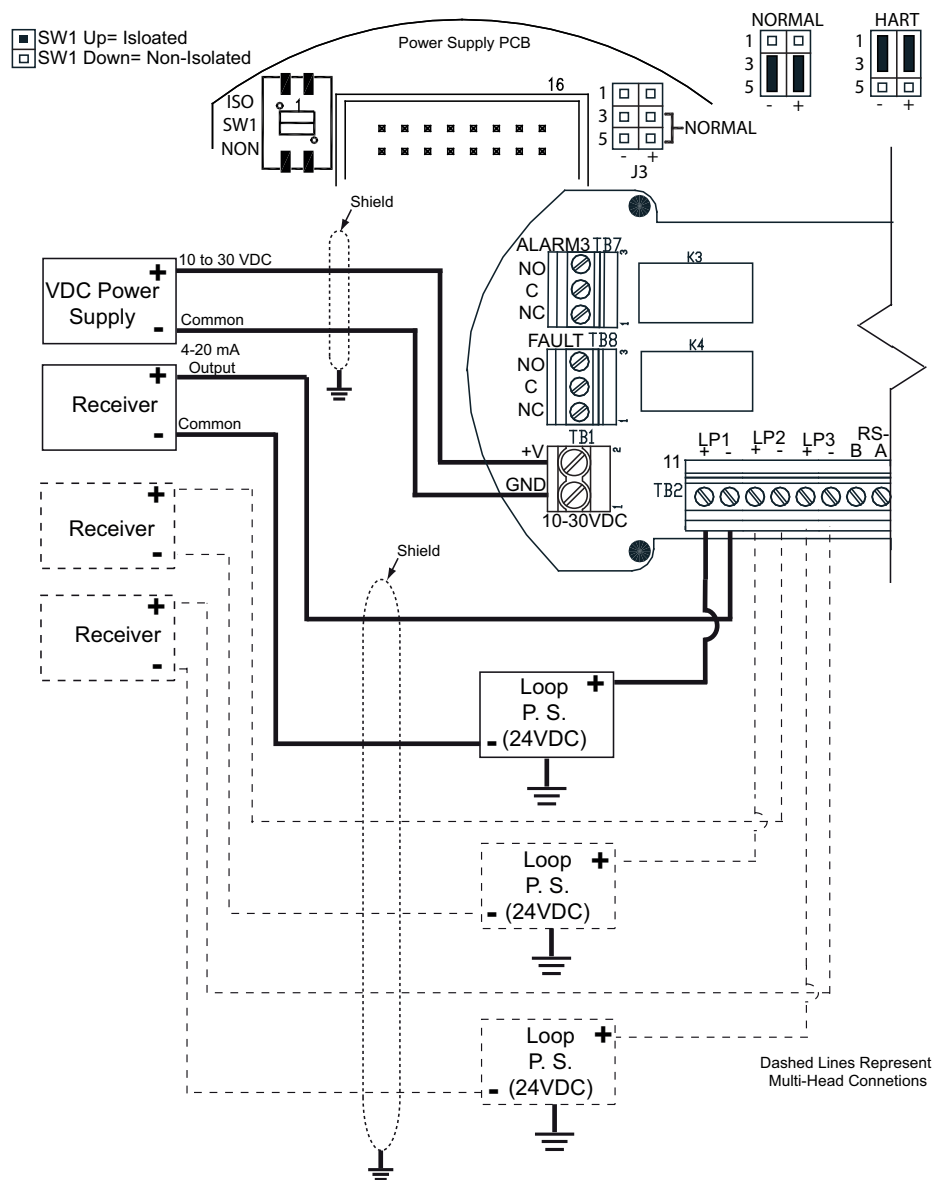 SW1 Up= Isloated
SW1 Down= Non-Isolated
Power Supply PCB
NORMAL
1
3
5
- +
HART
1
3
5
- +
ISO
SW1
NON
1
16
1
3
5
NORMAL
- +
J3
Shield
10 to 30 VDC
VDC Power
Supply
+
-
Common
4-20 mA
Output
Receiver
+
-
Common
Receiver
+
-
Receiver
+
-
ALARM3 TB7
NO
C
NC
3
1
K3
FAULT TB8
NO
C
NC
3
1
K4
TB1
+V
GND
2
1
10-30VDC
LP1 LP2 LP3 RS-
+ - + - + - B A
11
TB2
Shield
Loop
P. S.
(24VDC)
+
-
Loop
P. S.
(24VDC)
+
-
Loop
P. S.
(24VDC)
+
-
Dashed Lines Represent
Multi-Head Connetions